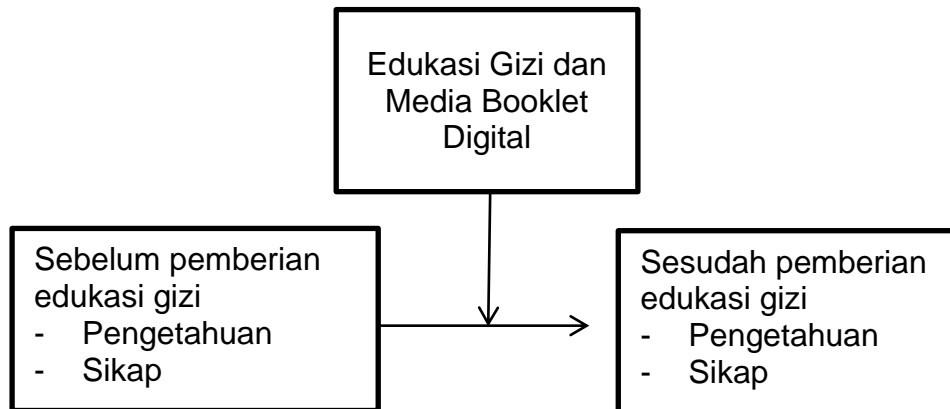 Edukasi Gizi dan
Media Booklet
Digital
Sebelum pemberian
edukasi gizi
- Pengetahuan
- Sikap
Sesudah pemberian
edukasi gizi
- Pengetahuan
- Sikap